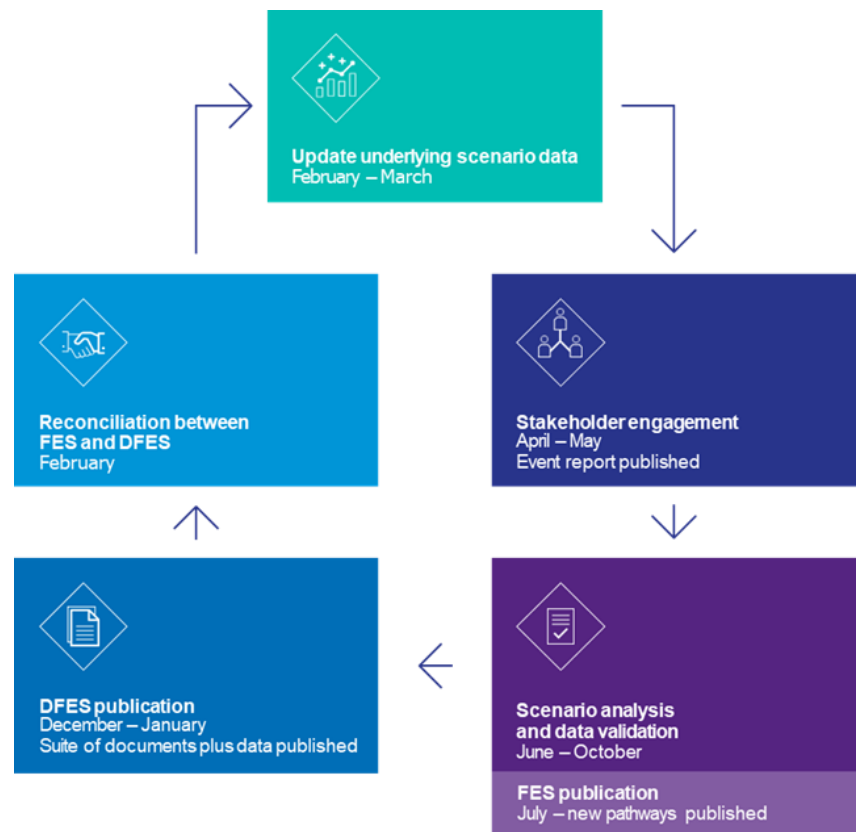 Update underlying scenario data
February – March
Stakeholder engagement
April – May
Event report published
Scenario analysis
and data validation
June – October
FES publication
July – new pathways published
DFES publication
December – January
Suite of documents plus data published
Reconciliation between
FES and DFES
February